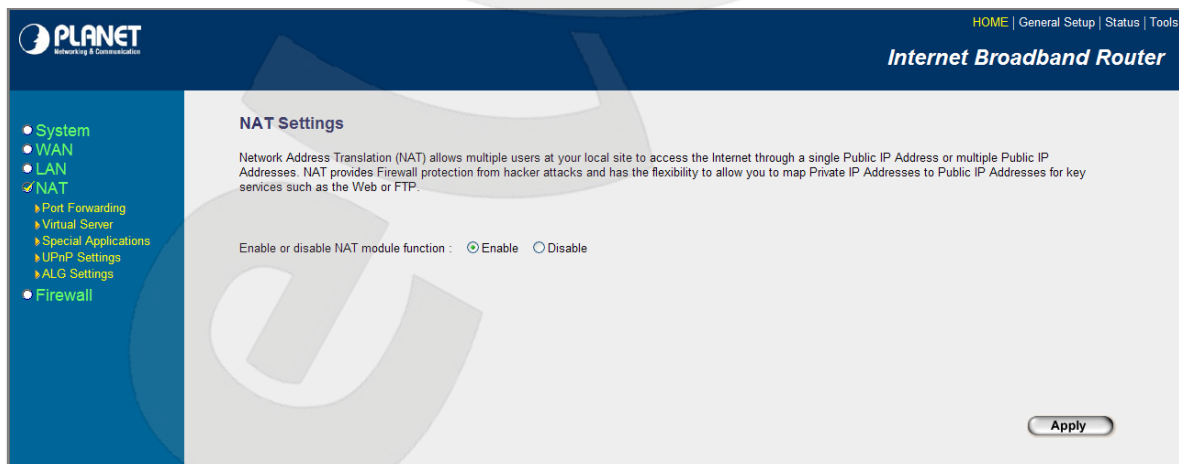 PLANET
Networking & Communication
HOME | General Setup | Status | Tools
Internet Broadband Router
System
WAN
LAN
NAT
Port Forwarding
Virtual Server
Special Applications
UPnP Settings
ALG Settings
Firewall
NAT Settings
Network Address Translation (NAT) allows multiple users at your local site to access the Internet through a single Public IP Address or multiple Public IP
Addresses. NAT provides Firewall protection from hacker attacks and has the flexibility to allow you to map Private IP Addresses to Public IP Addresses for key
services such as the Web or FTP.
Enable or disable NAT module function : Enable Disable
Apply